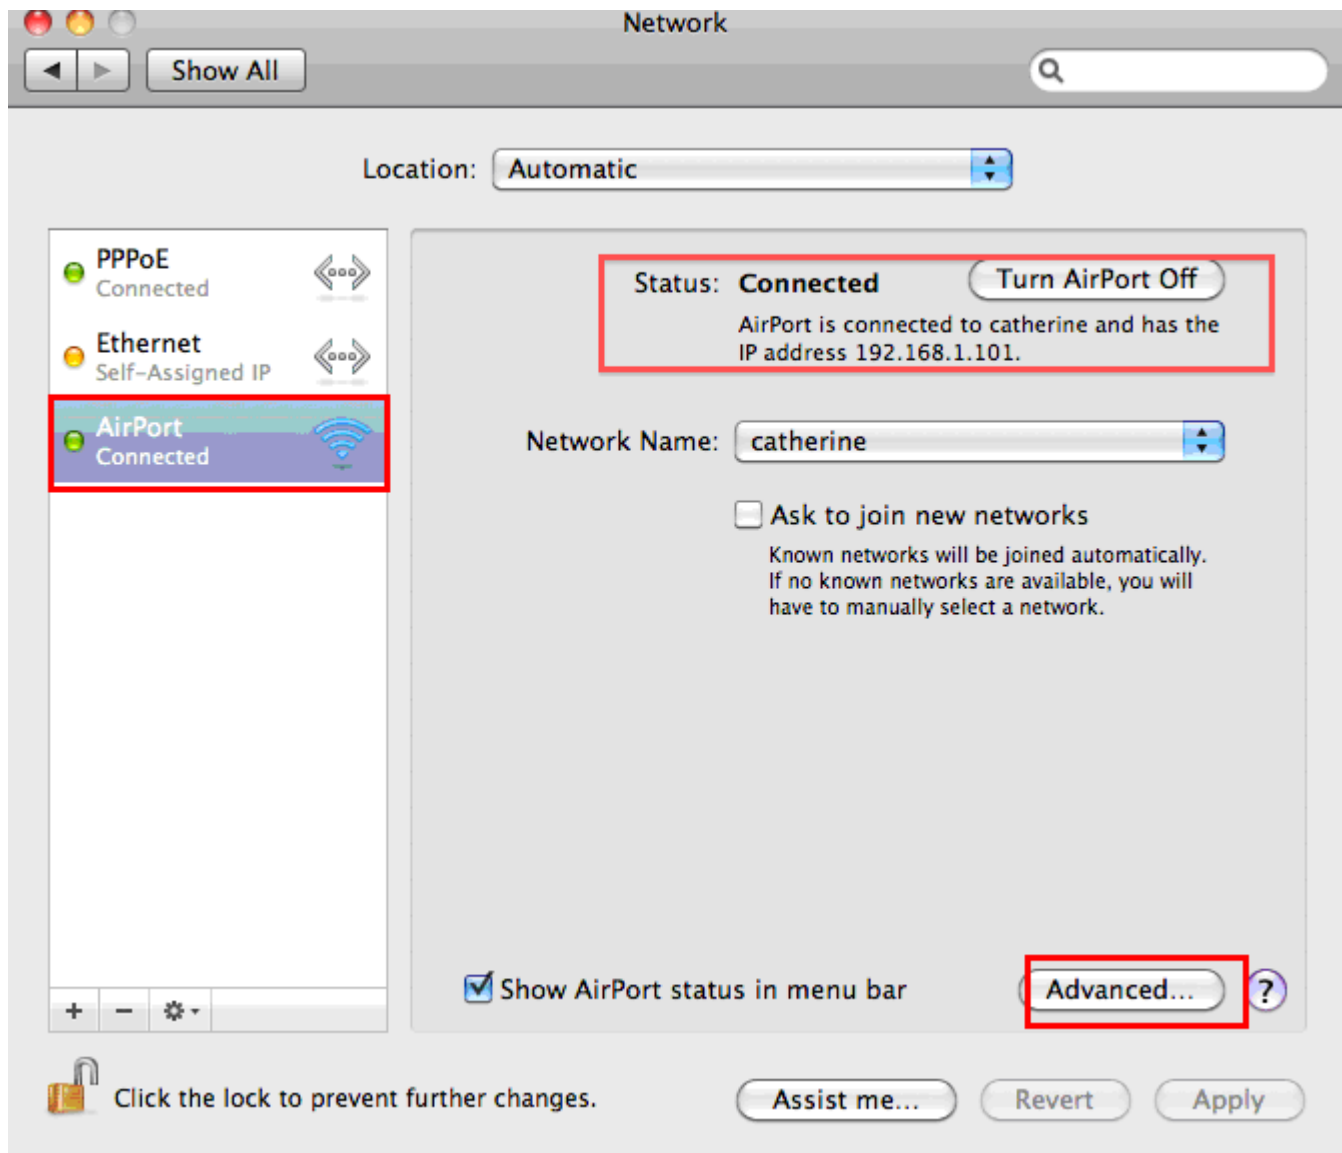 Network
Show All
Location: Automatic
PPPoE
Connected
Ethernet
Self-Assigned IP
AirPort
Connected
Status: Connected Turn AirPort Off
AirPort is connected to catherine and has the
IP address 192.168.1.101.
Network Name: catherine
Ask to join new networks
Known networks will be joined automatically.
If no known networks are available, you will
have to manually select a network.
Show AirPort status in menu bar Advanced... ?
Click the lock to prevent further changes. Assist me... Revert Apply